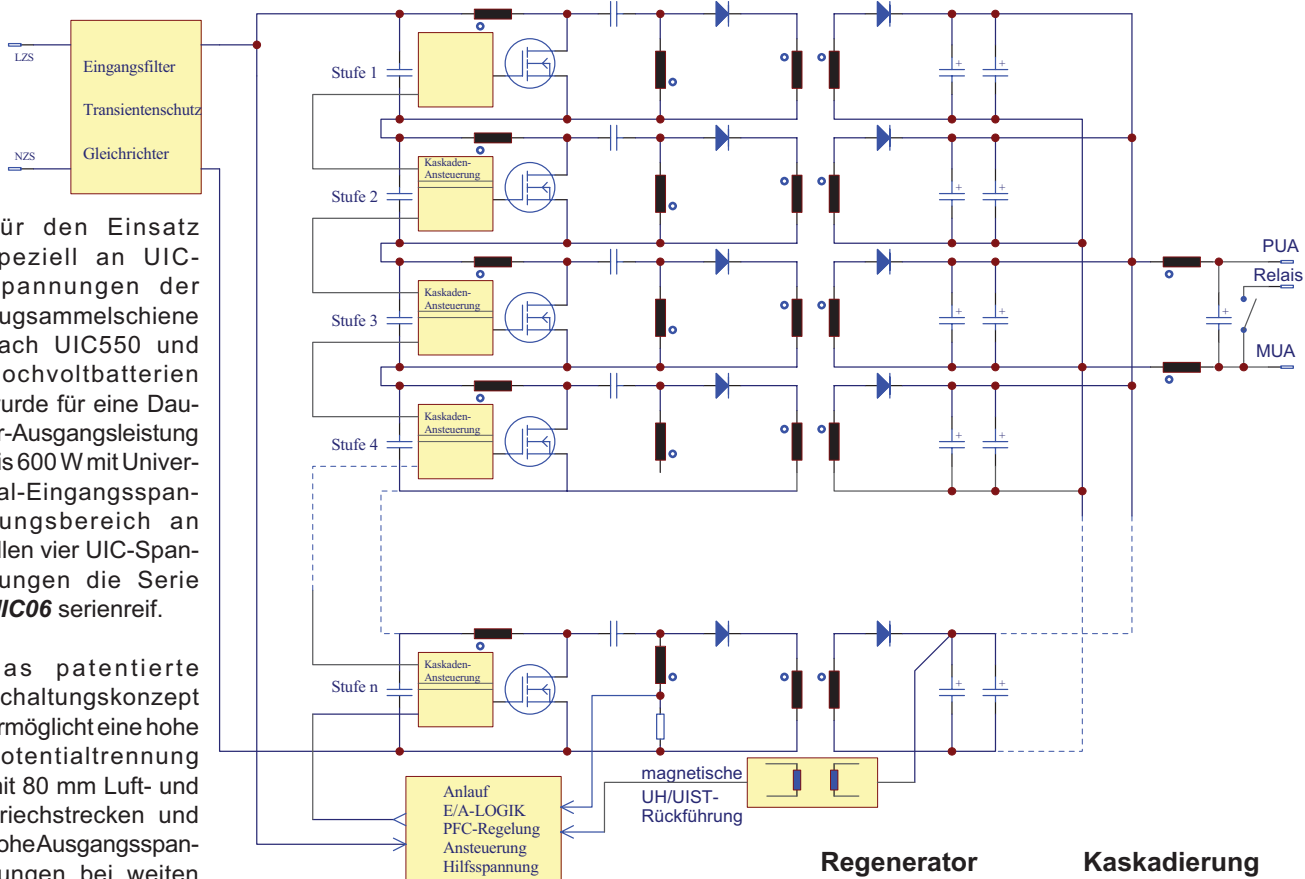 LZS
Eingangsfilter
Transientenschutz
Gleichrichter
NZS
Stufe 1
Kaskaden-
Ansteuerung
Stufe 2
Kaskaden-
Ansteuerung
Stufe 3
Kaskaden-
Ansteuerung
Stufe 4
PUA
Relais
MUA
ür den Einsatz
peziell an UIC-
pannungen der
ugsammelschiene
ach UIC550 und
ochvoltbatterien
urde für eine Dau-
r-Ausgangsleistung
is 600 W mit Univer-
al-Eingangsspan-
ungsbereich an
llen vier UIC-Span-
ungen die Serie
IC06 serienreif.
as patentierte
chaltungskonzept
rmöglicht eine hohe
otentialtrennung
it 80 mm Luft- und
riechstrecken und
ohe Ausgangsspan-
ungen bei weiten
Kaskaden-
Ansteuerung
Stufe n
magnetische
UH/UIST-
Rückführung
Anlauf
E/A-LOGIK
PFC-Regelung
Ansteuerung
Hilfsspannung
Regenerator
Kaskadierung